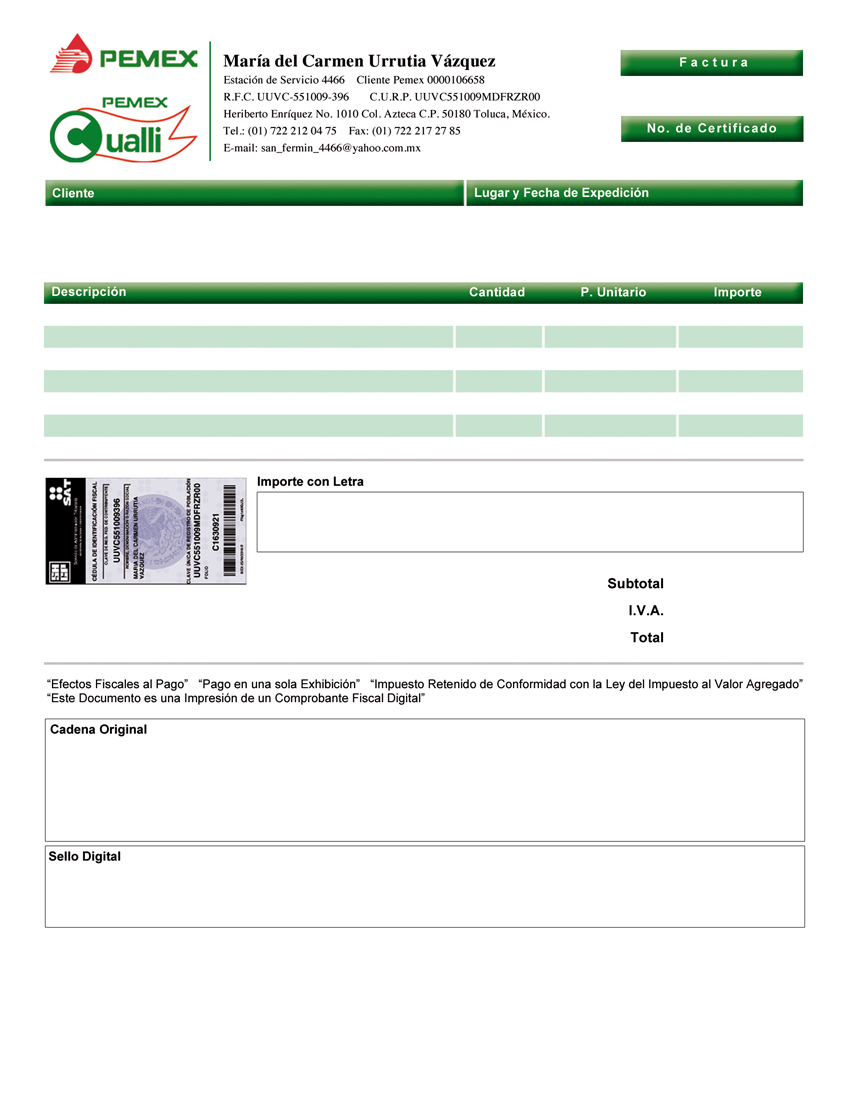 PEMEX
PEMEX
Cualli
María del Carmen Urrutia Vázquez
Estación de Servicio 4466 Cliente Pemex 0000106658
R.F.C. UUVC-551009-396 C.U.R.P. UUVC551009MDFRZR00
Heriberto Enríquez No. 1010 Col. Azteca C.P. 50180 Toluca, México.
Tel.: (01) 722 212 04 75 Fax: (01) 722 217 27 85
E-mail: san_fermin_4466@yahoo.com.mx
Factura
No. de Certificado
Cliente Lugar y Fecha de Expedición
Descripción Cantidad P. Unitario Importe
SHCP
SAT
CÉDULA DE IDENTIFICACIÓN FISCAL
UUVC551009396
MARIA DEL CARMEN URRUTIA
VAZQUEZ
CLAVE ÚNICA DE REGISTRO DE POBLACIÓN
UUVC551009MDFRZR00
FOLIO
C1630921
Importe con Letra
Subtotal
I.V.A.
Total
“Efectos Fiscales al Pago” “Pago en una sola Exhibición” “Impuesto Retenido de Conformidad con la Ley del Impuesto al Valor Agregado”
“Este Documento es una Impresión de un Comprobante Fiscal Digital”
Cadena Original
Sello Digital